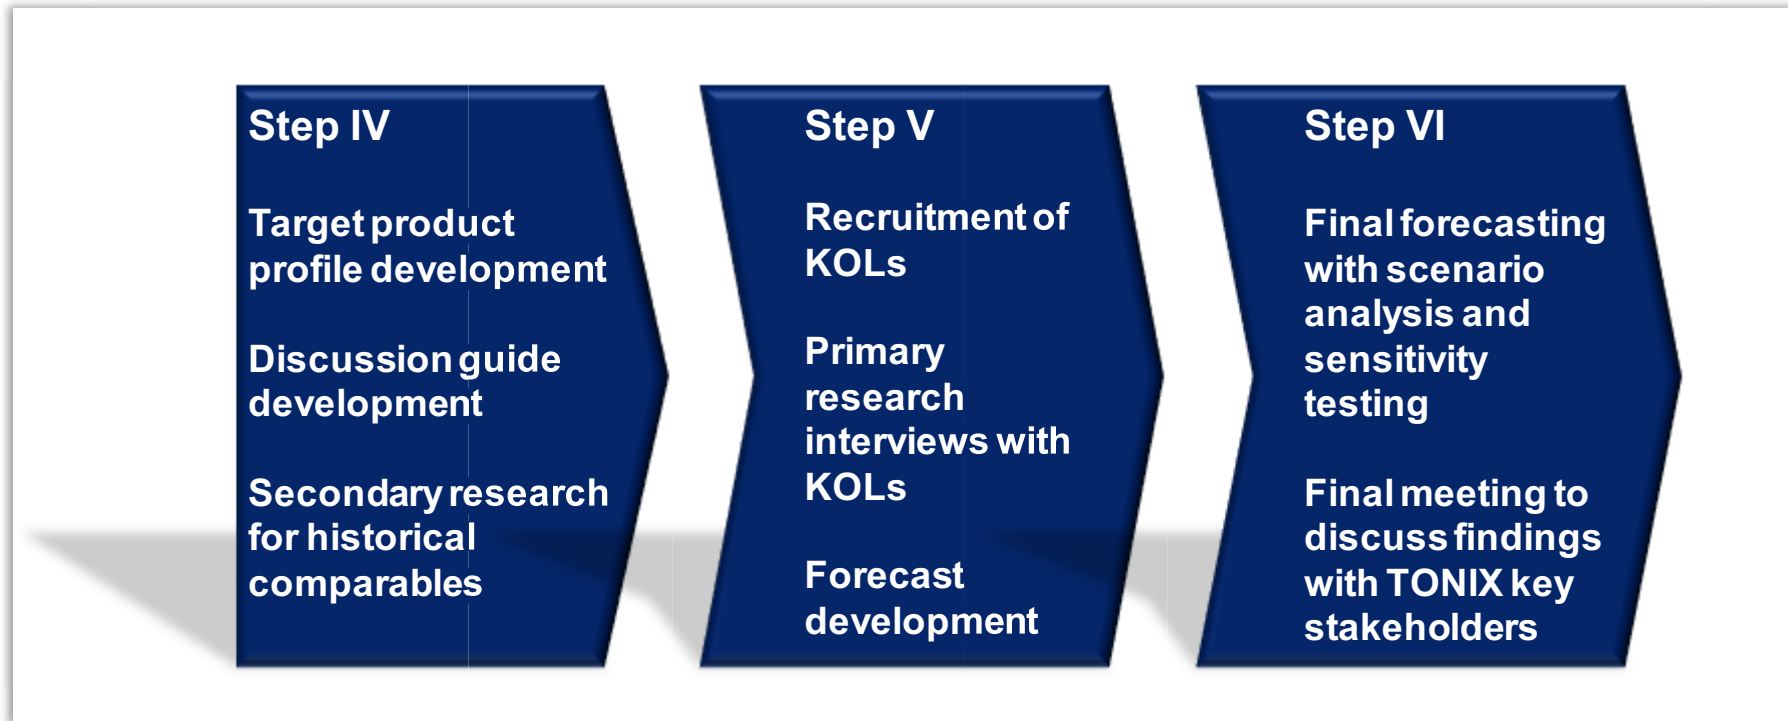 Step IV
Target product
profile development
Discussion guide
development
Secondary research
for historical
comparables
Step V
Recruitment of
KOLs
Primary
research
interviews with
KOLs
Forecast
development
Step VI
Final forecasting
with scenario
analysis and
sensitivity
testing
Final meeting to
discuss findings
with TONIX key
stakeholders